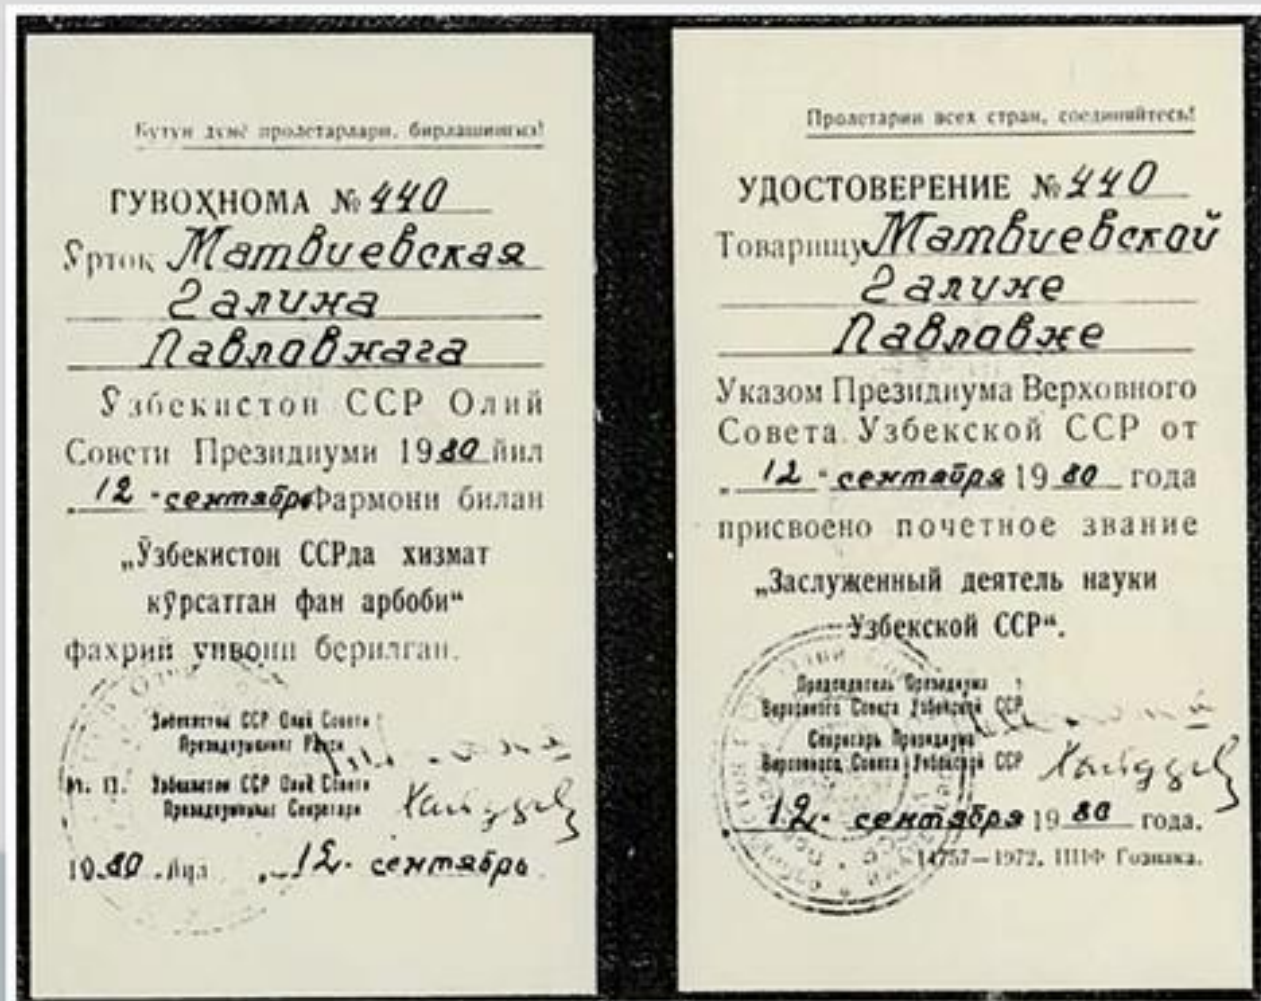 Бутун дунё пролетарлари, бирлашингиз!
ГУВОҲНОМА № 440
Ўртоқ Матвиевская
Галина
Павловнага
Ўзбекистон ССР Олий
Совети Президиуми 1980 йил
„12"сентябрь Фармони билан
„Ўзбекистон ССРда хизмат
кўрсатган фан арбоби"
фахрий унвони берилган.
Ўзбекистон ССР Олий Совети
Президиумининг Раиси
М. П. Ўзбекистон ССР Олий Совети
Президиумининг Секретари
1980 йил „12" сентябрь
Пролетарии всех стран, соединяйтесь!
УДОСТОВЕРЕНИЕ № 440
Товарищу Матвиевской
Галине
Павловне
Указом Президиума Верховного
Совета Узбекской ССР от
„12" сентября 1980 года
присвоено почетное звание
„Заслуженный деятель науки
Узбекской ССР".
Председатель Президиума
Верховного Совета Узбекской ССР
Секретарь Президиума
Верховного Совета Узбекской ССР
12" сентября 1980 года.
14757—1972. ППФ Гознака.